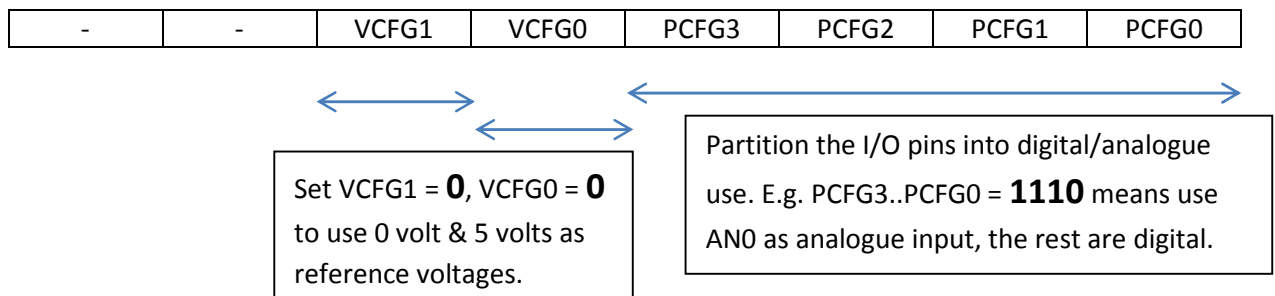 - - VCFG1 VCFG0 PCFG3 PCFG2 PCFG1 PCFG0
Set VCFG1 = 0, VCFG0 = 0
to use 0 volt & 5 volts as
reference voltages.
Partition the I/O pins into digital/analogue
use. E.g. PCFG3..PCFG0 = 1110 means use
AN0 as analogue input, the rest are digital.